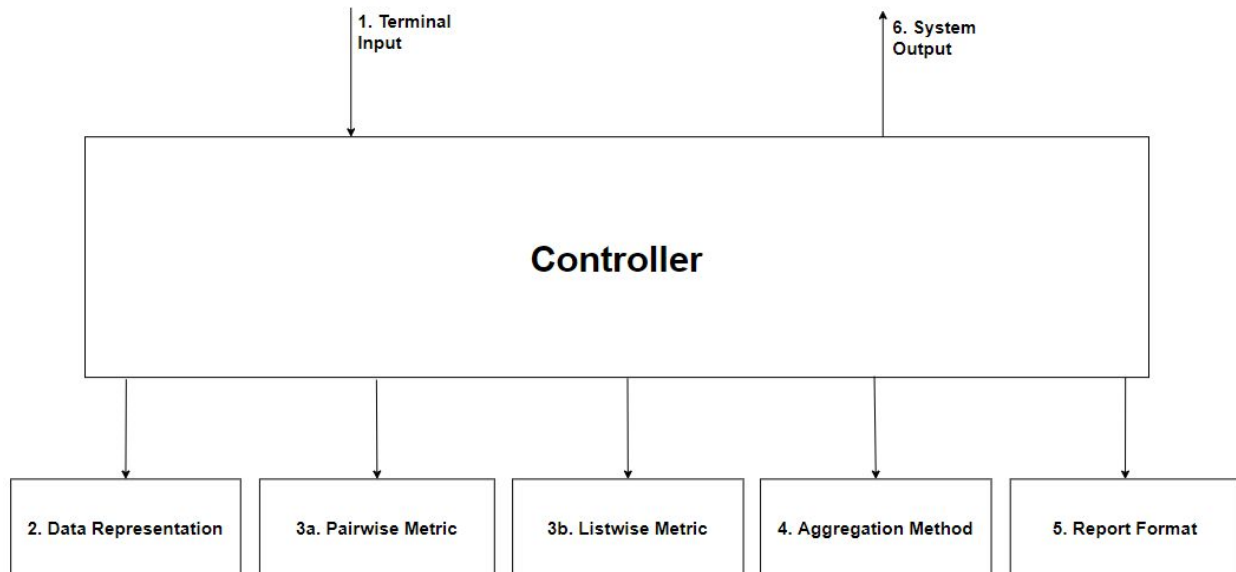 1. Terminal
Input
6. System
Output
Controller
2. Data Representation
3a. Pairwise Metric
3b. Listwise Metric
4. Aggregation Method
5. Report Format